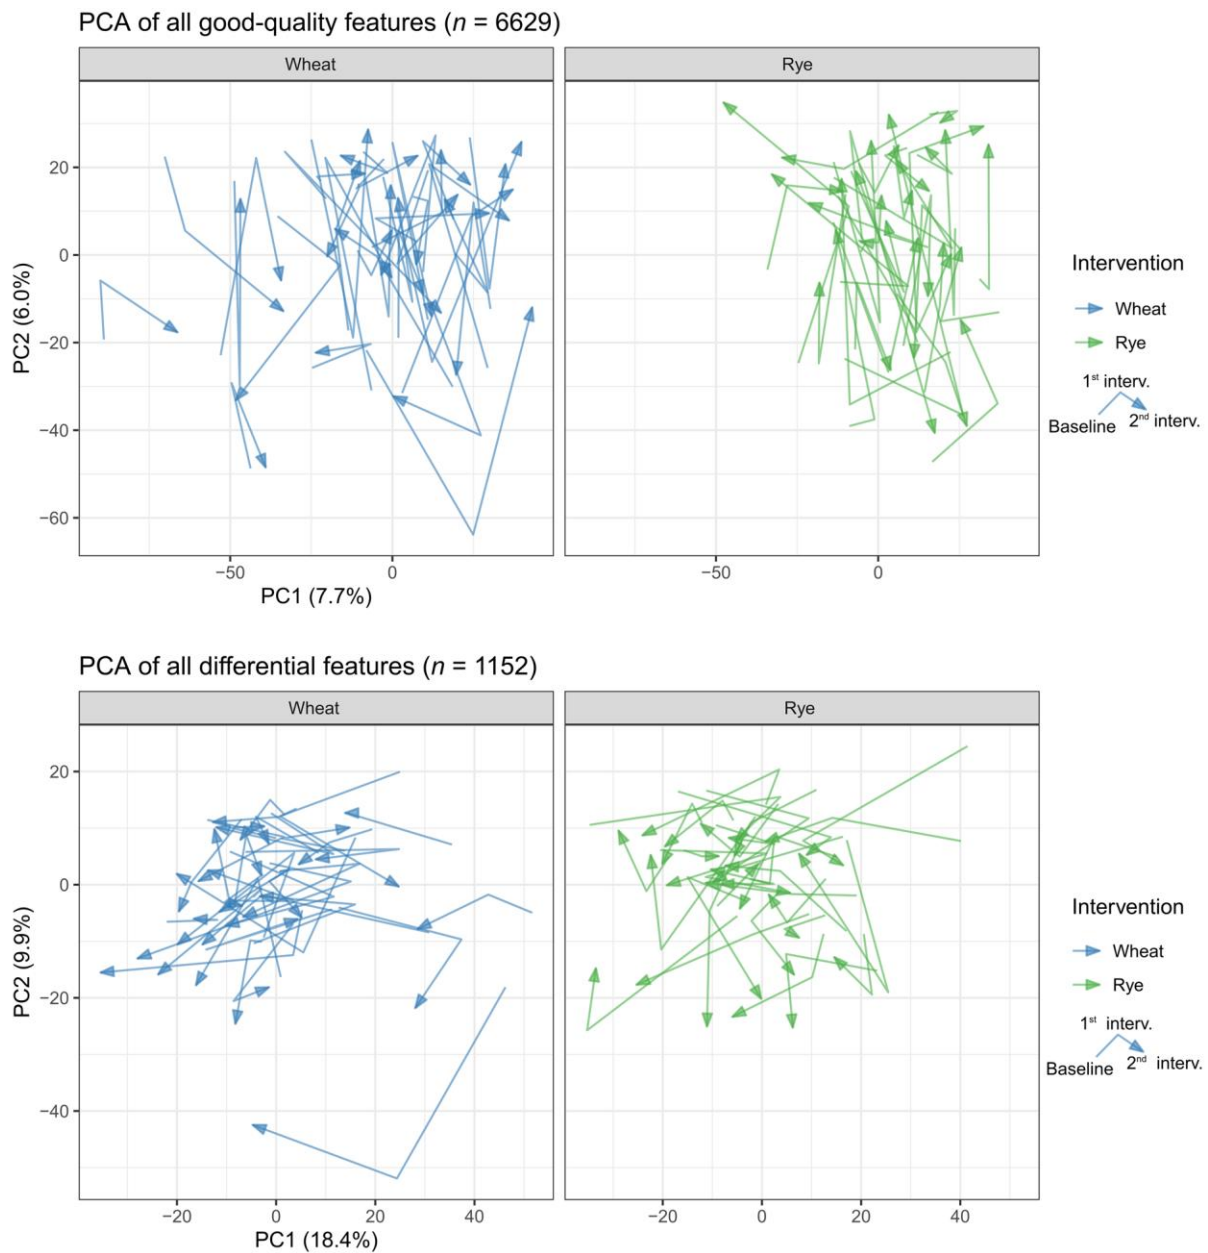 PCA of all good-quality features (n = 6629)
Wheat
Rye
20
0
−20
−40
−60
PC2 (6.0%)
−50
0
−50
0
PC1 (7.7%)
Intervention
Wheat
Rye
1st interv.
Baseline
2nd interv.
PCA of all differential features (n = 1152)
Wheat
Rye
20
0
−20
−40
PC2 (9.9%)
−20
0
20
40
−20
0
20
40
PC1 (18.4%)
Intervention
Wheat
Rye
1st interv.
Baseline
2nd interv.